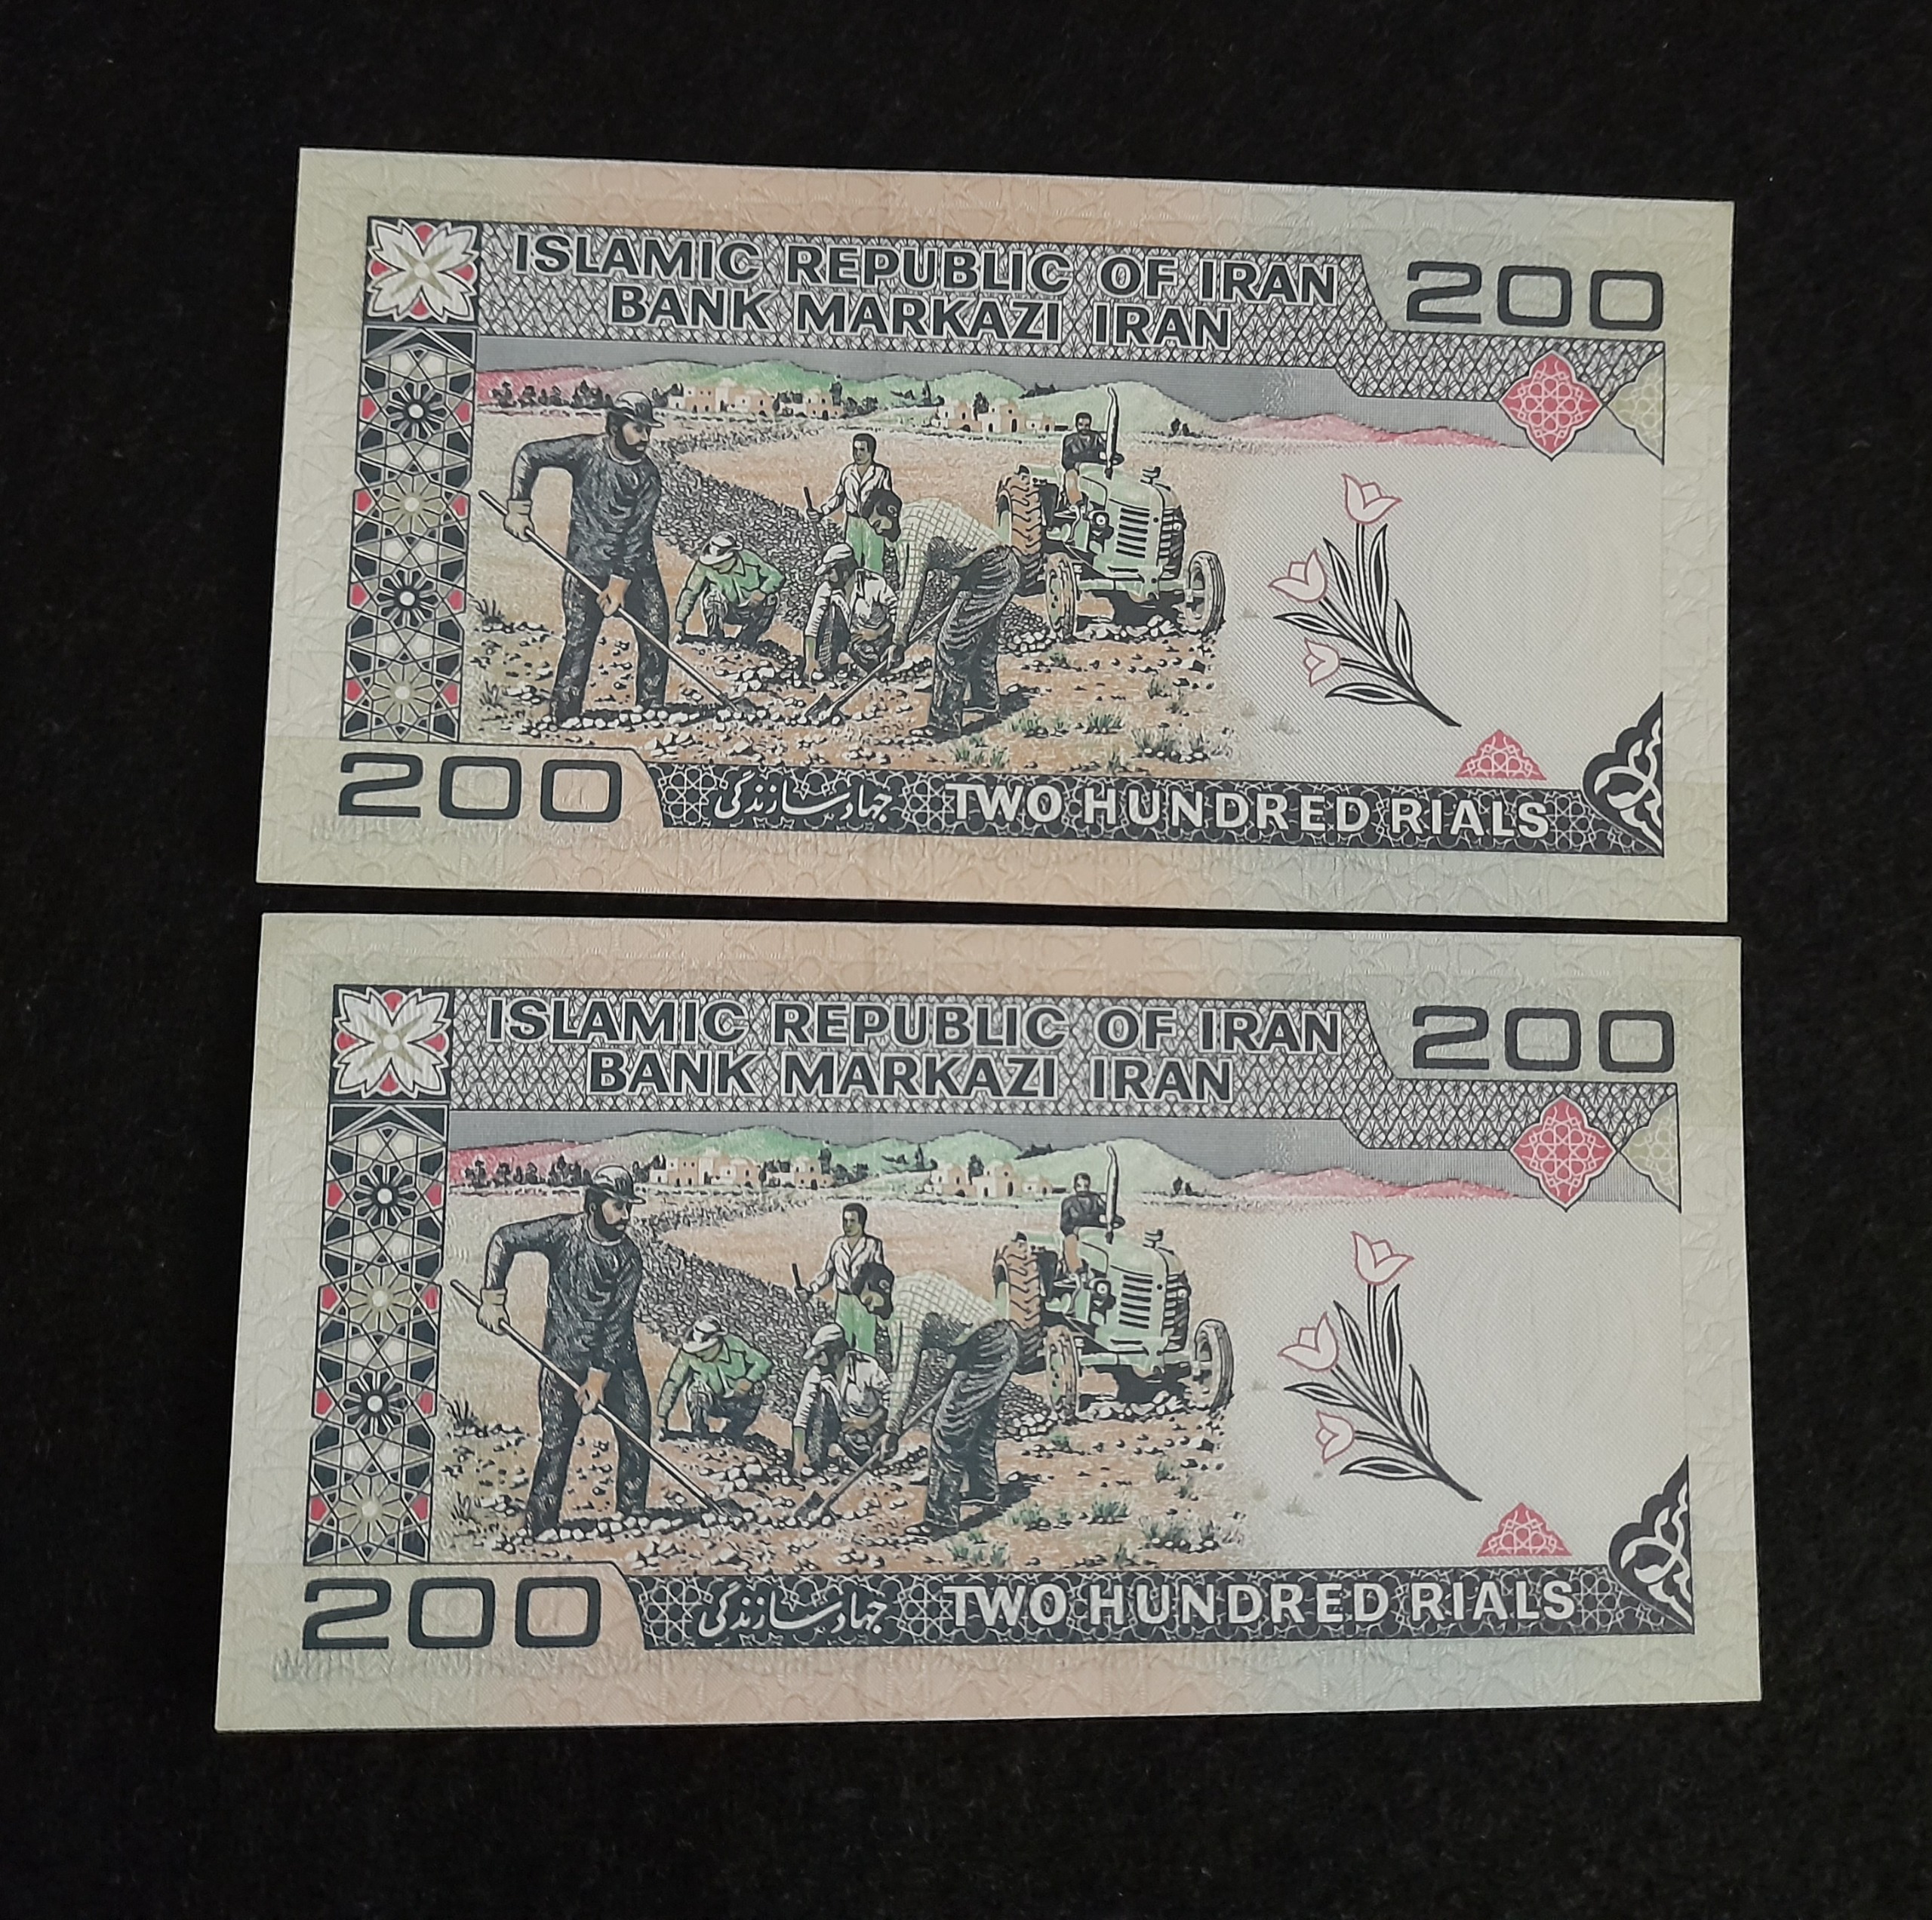 ISLAMIC REPUBLIC OF IRAN
BANK MARKAZI IRAN
200
200
جهاد سازندگی
TWO HUNDRED RIALS
ISLAMIC REPUBLIC OF IRAN
BANK MARKAZI IRAN
200
200
جهاد سازندگی
TWO HUNDRED RIALS